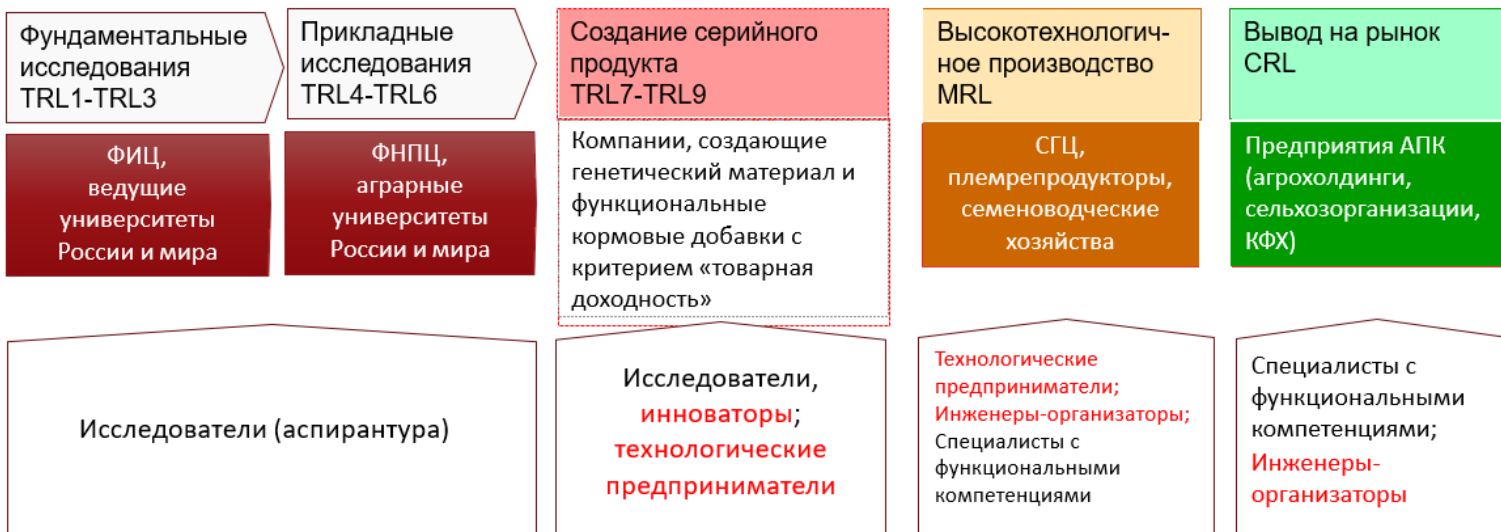 Фундаментальные
исследования
TRL1-TRL3
Прикладные
исследования
TRL4-TRL6
Создание серийного
продукта
TRL7-TRL9
Высокотехнологич-
ное производство
MRL
Вывод на рынок
CRL
ФИЦ,
ведущие
университеты
России и мира
ФНПЦ,
аграрные
университеты
России и мира
Компании, создающие
генетический материал и
функциональные
кормовые добавки с
критерием «товарная
доходность»
СГЦ,
племрепродукторы,
семеноводческие
хозяйства
Предприятия АПК
(агрохолдинги,
сельхозорганизации,
КФХ)
Исследователи (аспирантура)
Исследователи,
инноваторы;
технологические
предприниматели
Технологические
предприниматели;
Инженеры-организаторы;
Специалисты с
функциональными
компетенциями
Специалисты с
функциональными
компетенциями;
Инженеры-
организаторы